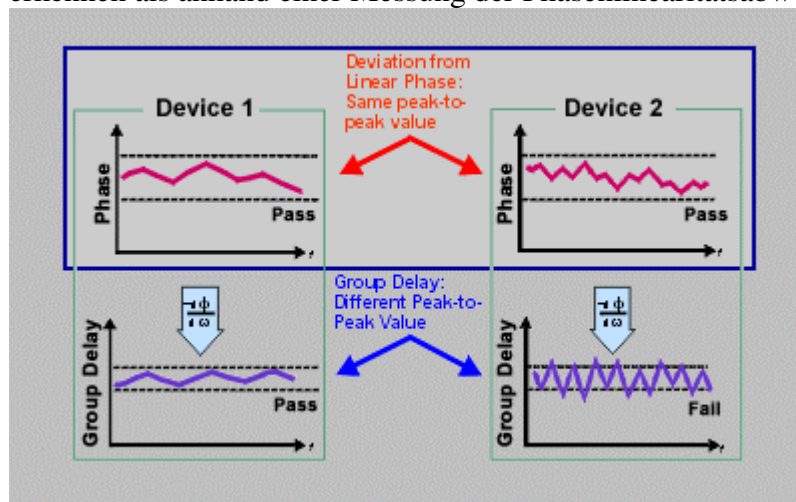 Deviation from
Linear Phase:
Same peak-to-
peak value
Device 1
Device 2
Phase
Pass
f
Phase
Pass
f
Group Delay:
Different Peak-to-
Peak Value
Group Delay
Pass
f
Group Delay
Fail
f